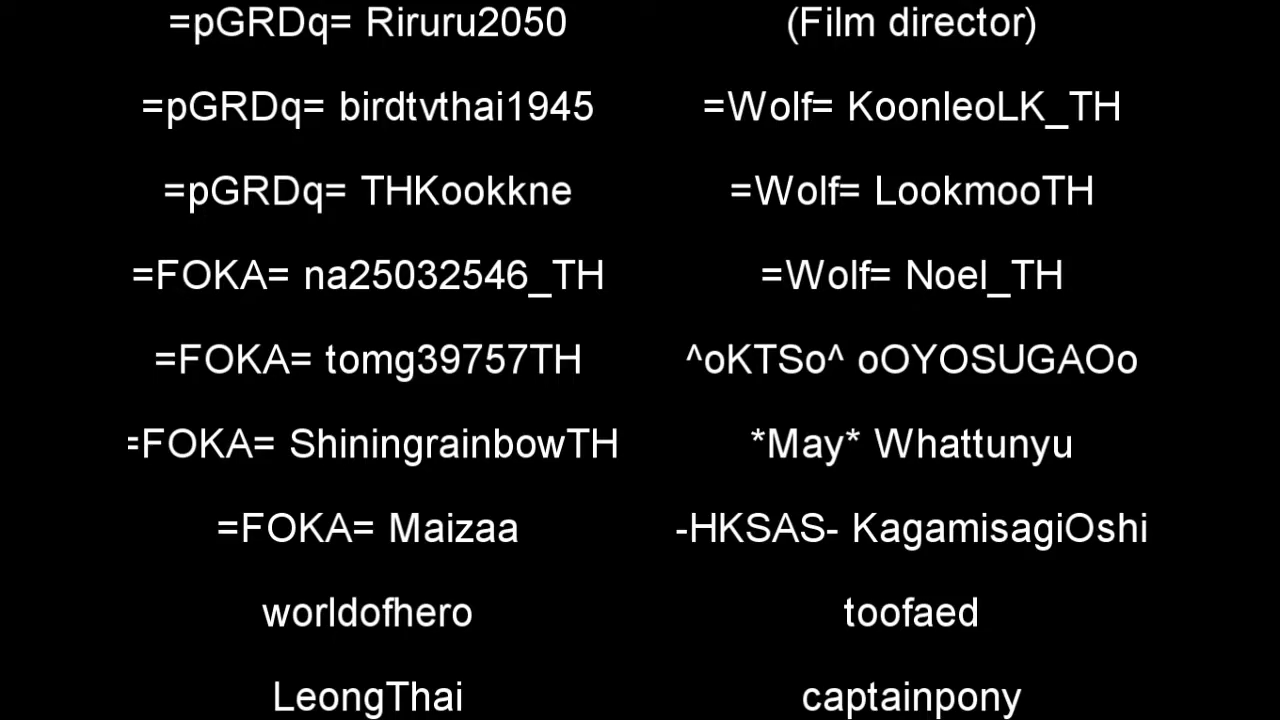 =pGRDq= Riruru2050 (Film director)
=pGRDq= birdtvthai1945 =Wolf= KoonleoLK_TH
=pGRDq= THKookkne =Wolf= LookmooTH
=FOKA= na25032546_TH =Wolf= Noel_TH
=FOKA= tomg39757TH ^oKTSo^ oOYOSUGAOo
=FOKA= ShiningrainbowTH *May* Whattunyu
=FOKA= Maizaa -HKSAS- KagamisagiOshi
worldofhero toofaed
LeongThai captainpony